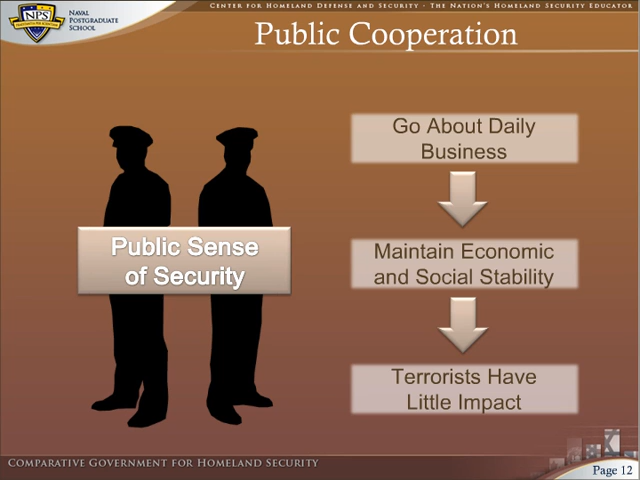 CENTER FOR HOMELAND DEFENSE AND SECURITY - THE NATION'S HOMELAND SECURITY EDUCATOR
NPS
NAVAL
POSTGRADUATE
SCHOOL
Public Cooperation
Go About Daily
Business
Public Sense
of Security
Maintain Economic
and Social Stability
Terrorists Have
Little Impact
COMPARATIVE GOVERNMENT FOR HOMELAND SECURITY
Page 12